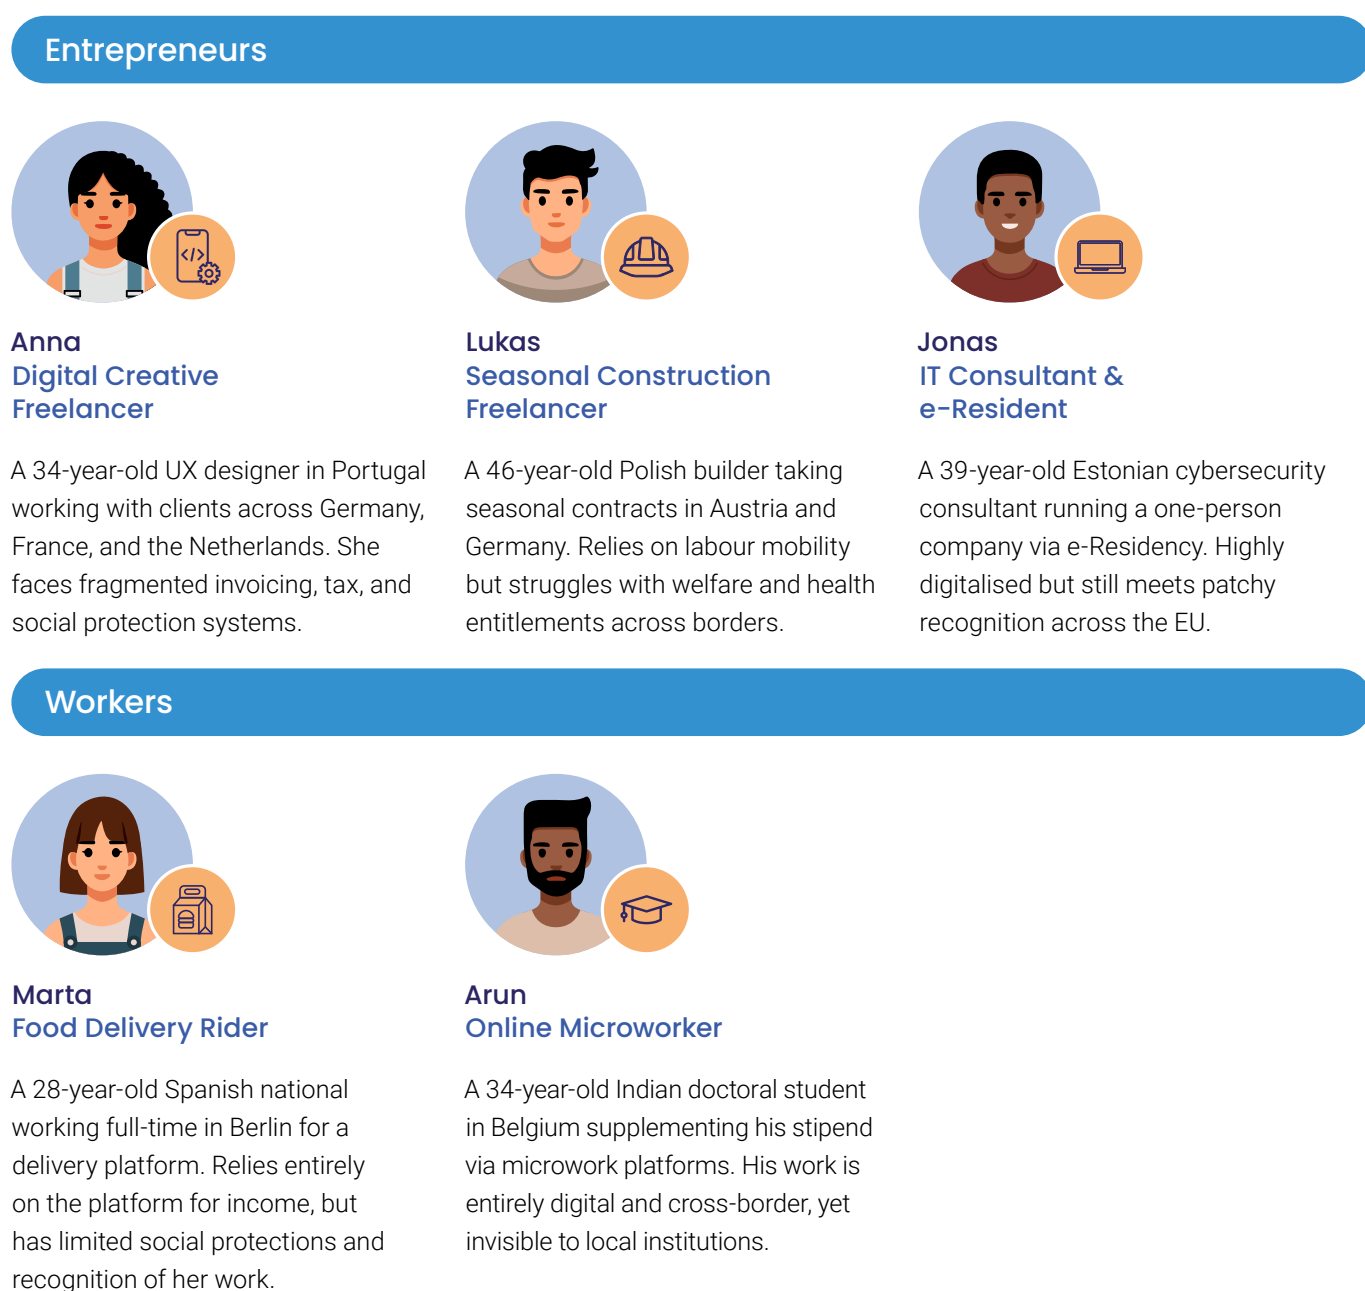 Entrepreneurs
Anna
Digital Creative
Freelancer
A 34-year-old UX designer in Portugal
working with clients across Germany,
France, and the Netherlands. She
faces fragmented invoicing, tax, and
social protection systems.
Lukas
Seasonal Construction
Freelancer
A 46-year-old Polish builder taking
seasonal contracts in Austria and
Germany. Relies on labour mobility
but struggles with welfare and health
entitlements across borders.
Jonas
IT Consultant &
e-Resident
A 39-year-old Estonian cybersecurity
consultant running a one-person
company via e-Residency. Highly
digitalised but still meets patchy
recognition across the EU.
Workers
Marta
Food Delivery Rider
A 28-year-old Spanish national
working full-time in Berlin for a
delivery platform. Relies entirely
on the platform for income, but
has limited social protections and
recognition of her work.
Arun
Online Microworker
A 34-year-old Indian doctoral student
in Belgium supplementing his stipend
via microwork platforms. His work is
entirely digital and cross-border, yet
invisible to local institutions.